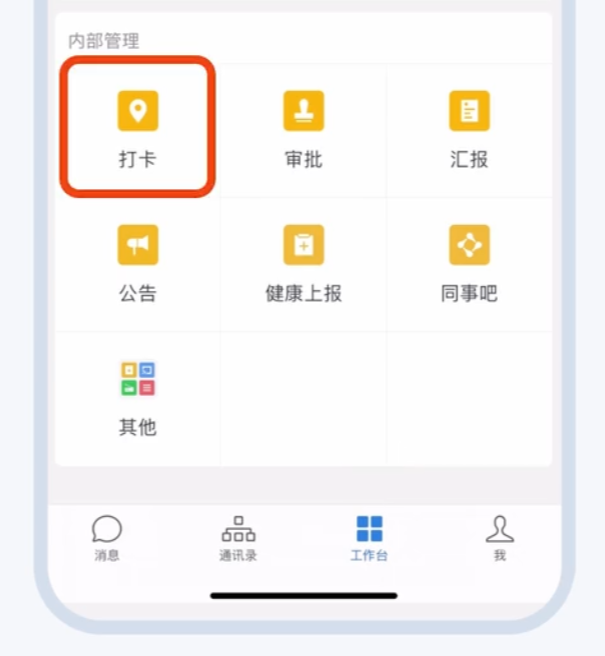 内部管理
打卡
审批
汇报
公告
健康上报
同事吧
其他
消息
通讯录
工作台
我